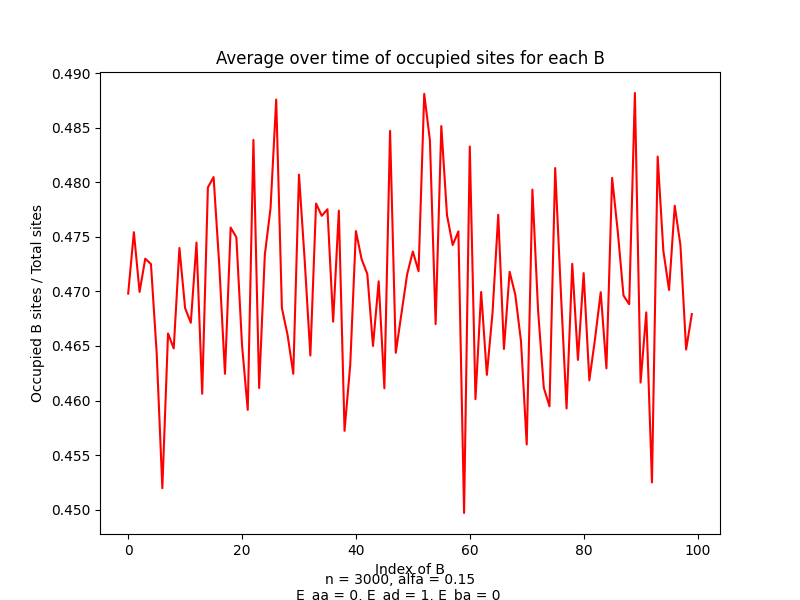 Average over time of occupied sites for each B
Occupied B sites / Total sites
0.490
0.485
0.480
0.475
0.470
0.465
0.460
0.455
0.450
0 20 40 60 80 100
Index of B
n = 3000, alfa = 0.15
E_aa = 0, E_ad = 1, E_ba = 0